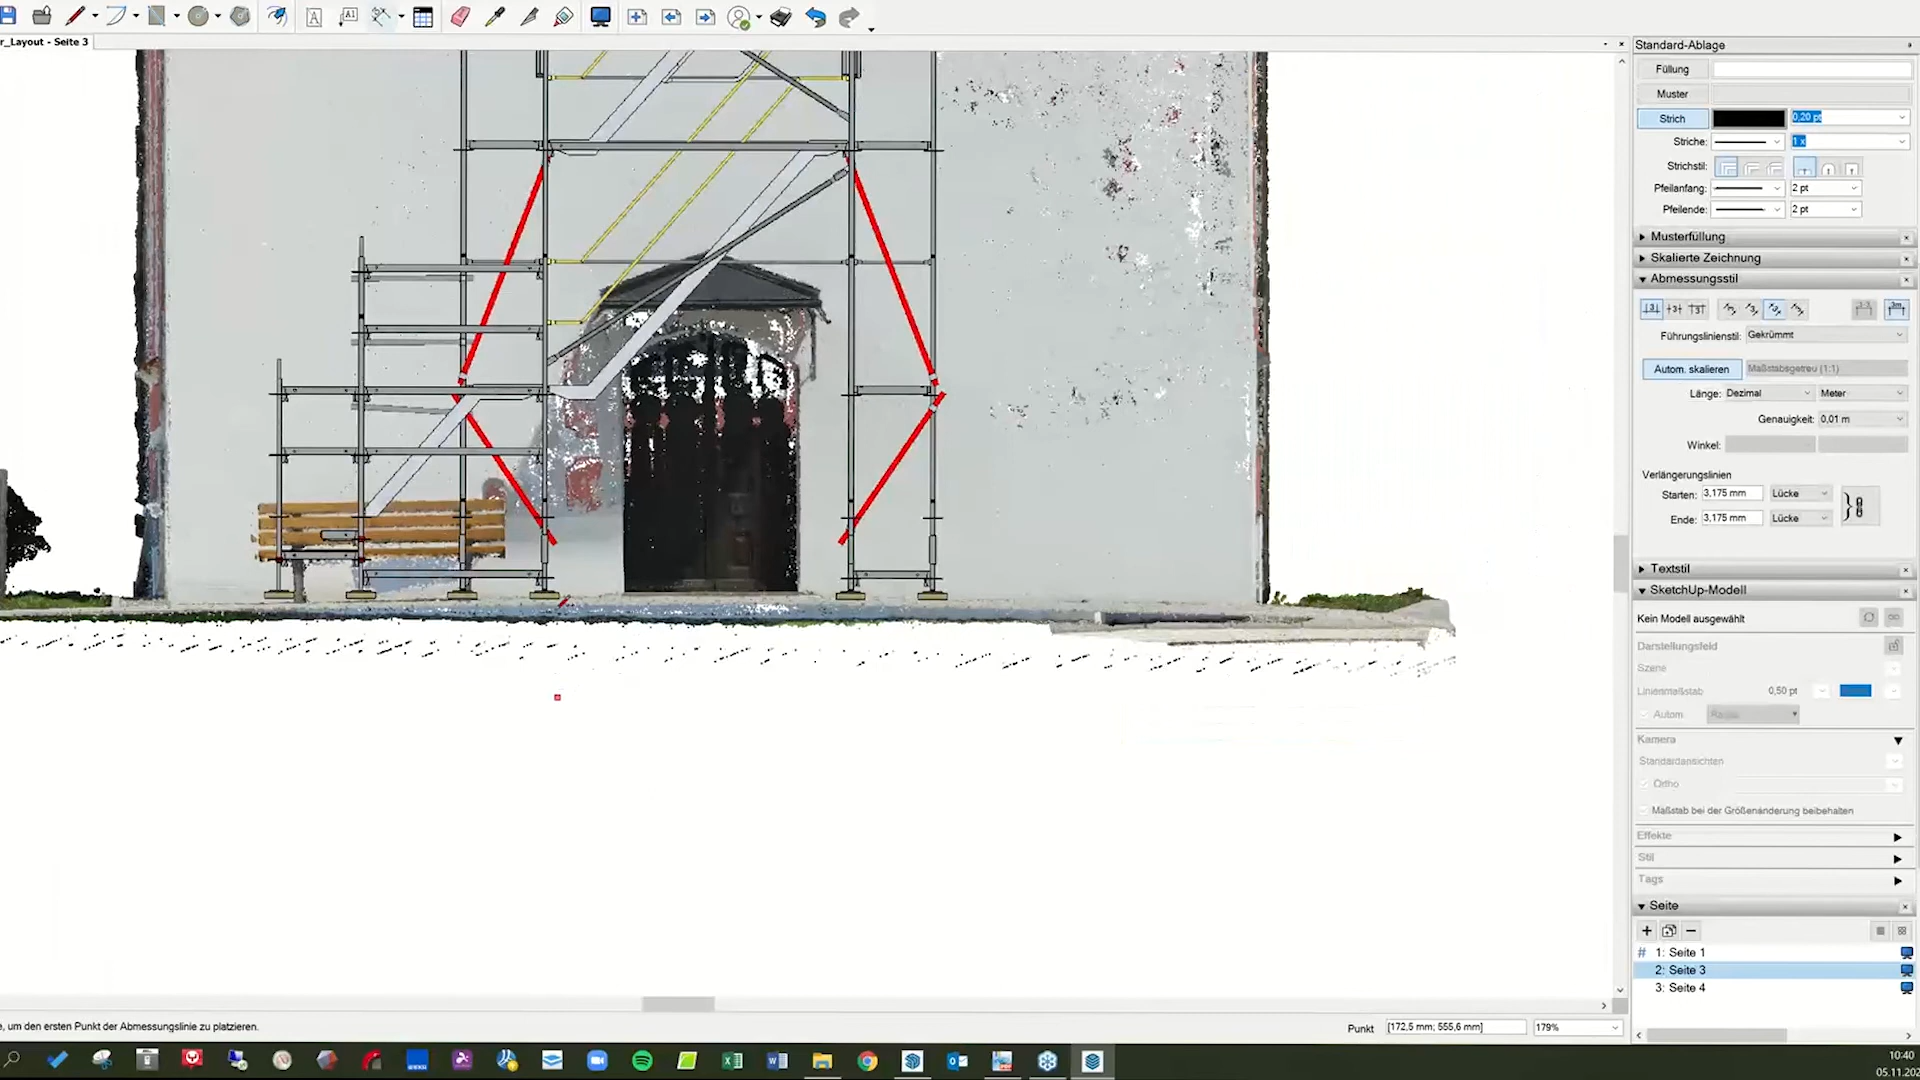 r_Layout - Seite 3
Standard-Ablage
Füllung
Muster
Strich 0,20 pt
Striche: 1 x
Strichstil:
Pfeilanfang: 2 pt
Pfeilende: 2 pt
Musterfüllung
Skalierte Zeichnung
Abmessungsstil
Führungslinienstil: Gekrümmt
Autom. skalieren Maßstabsgetreu (1:1)
Länge: Dezimal Meter
Genauigkeit: 0,01 m
Winkel:
Verlängerungslinien
Starten: 3,175 mm Lücke
Ende: 3,175 mm Lücke
Textstil
SketchUp-Modell
Kein Modell ausgewählt
Darstellungsfeld
Szene
Linienmaßstab 0,50 pt
Autom
Kamera
Standardansichten
Ortho
Maßstab bei der Größenänderung beibehalten
Effekte
Stil
Tags
Seite
# 1: Seite 1
2: Seite 3
3: Seite 4
e, um den ersten Punkt der Abmessungslinie zu platzieren.
Punkt [172,5 mm; 555,6 mm] 179%
10:40
05.11.202